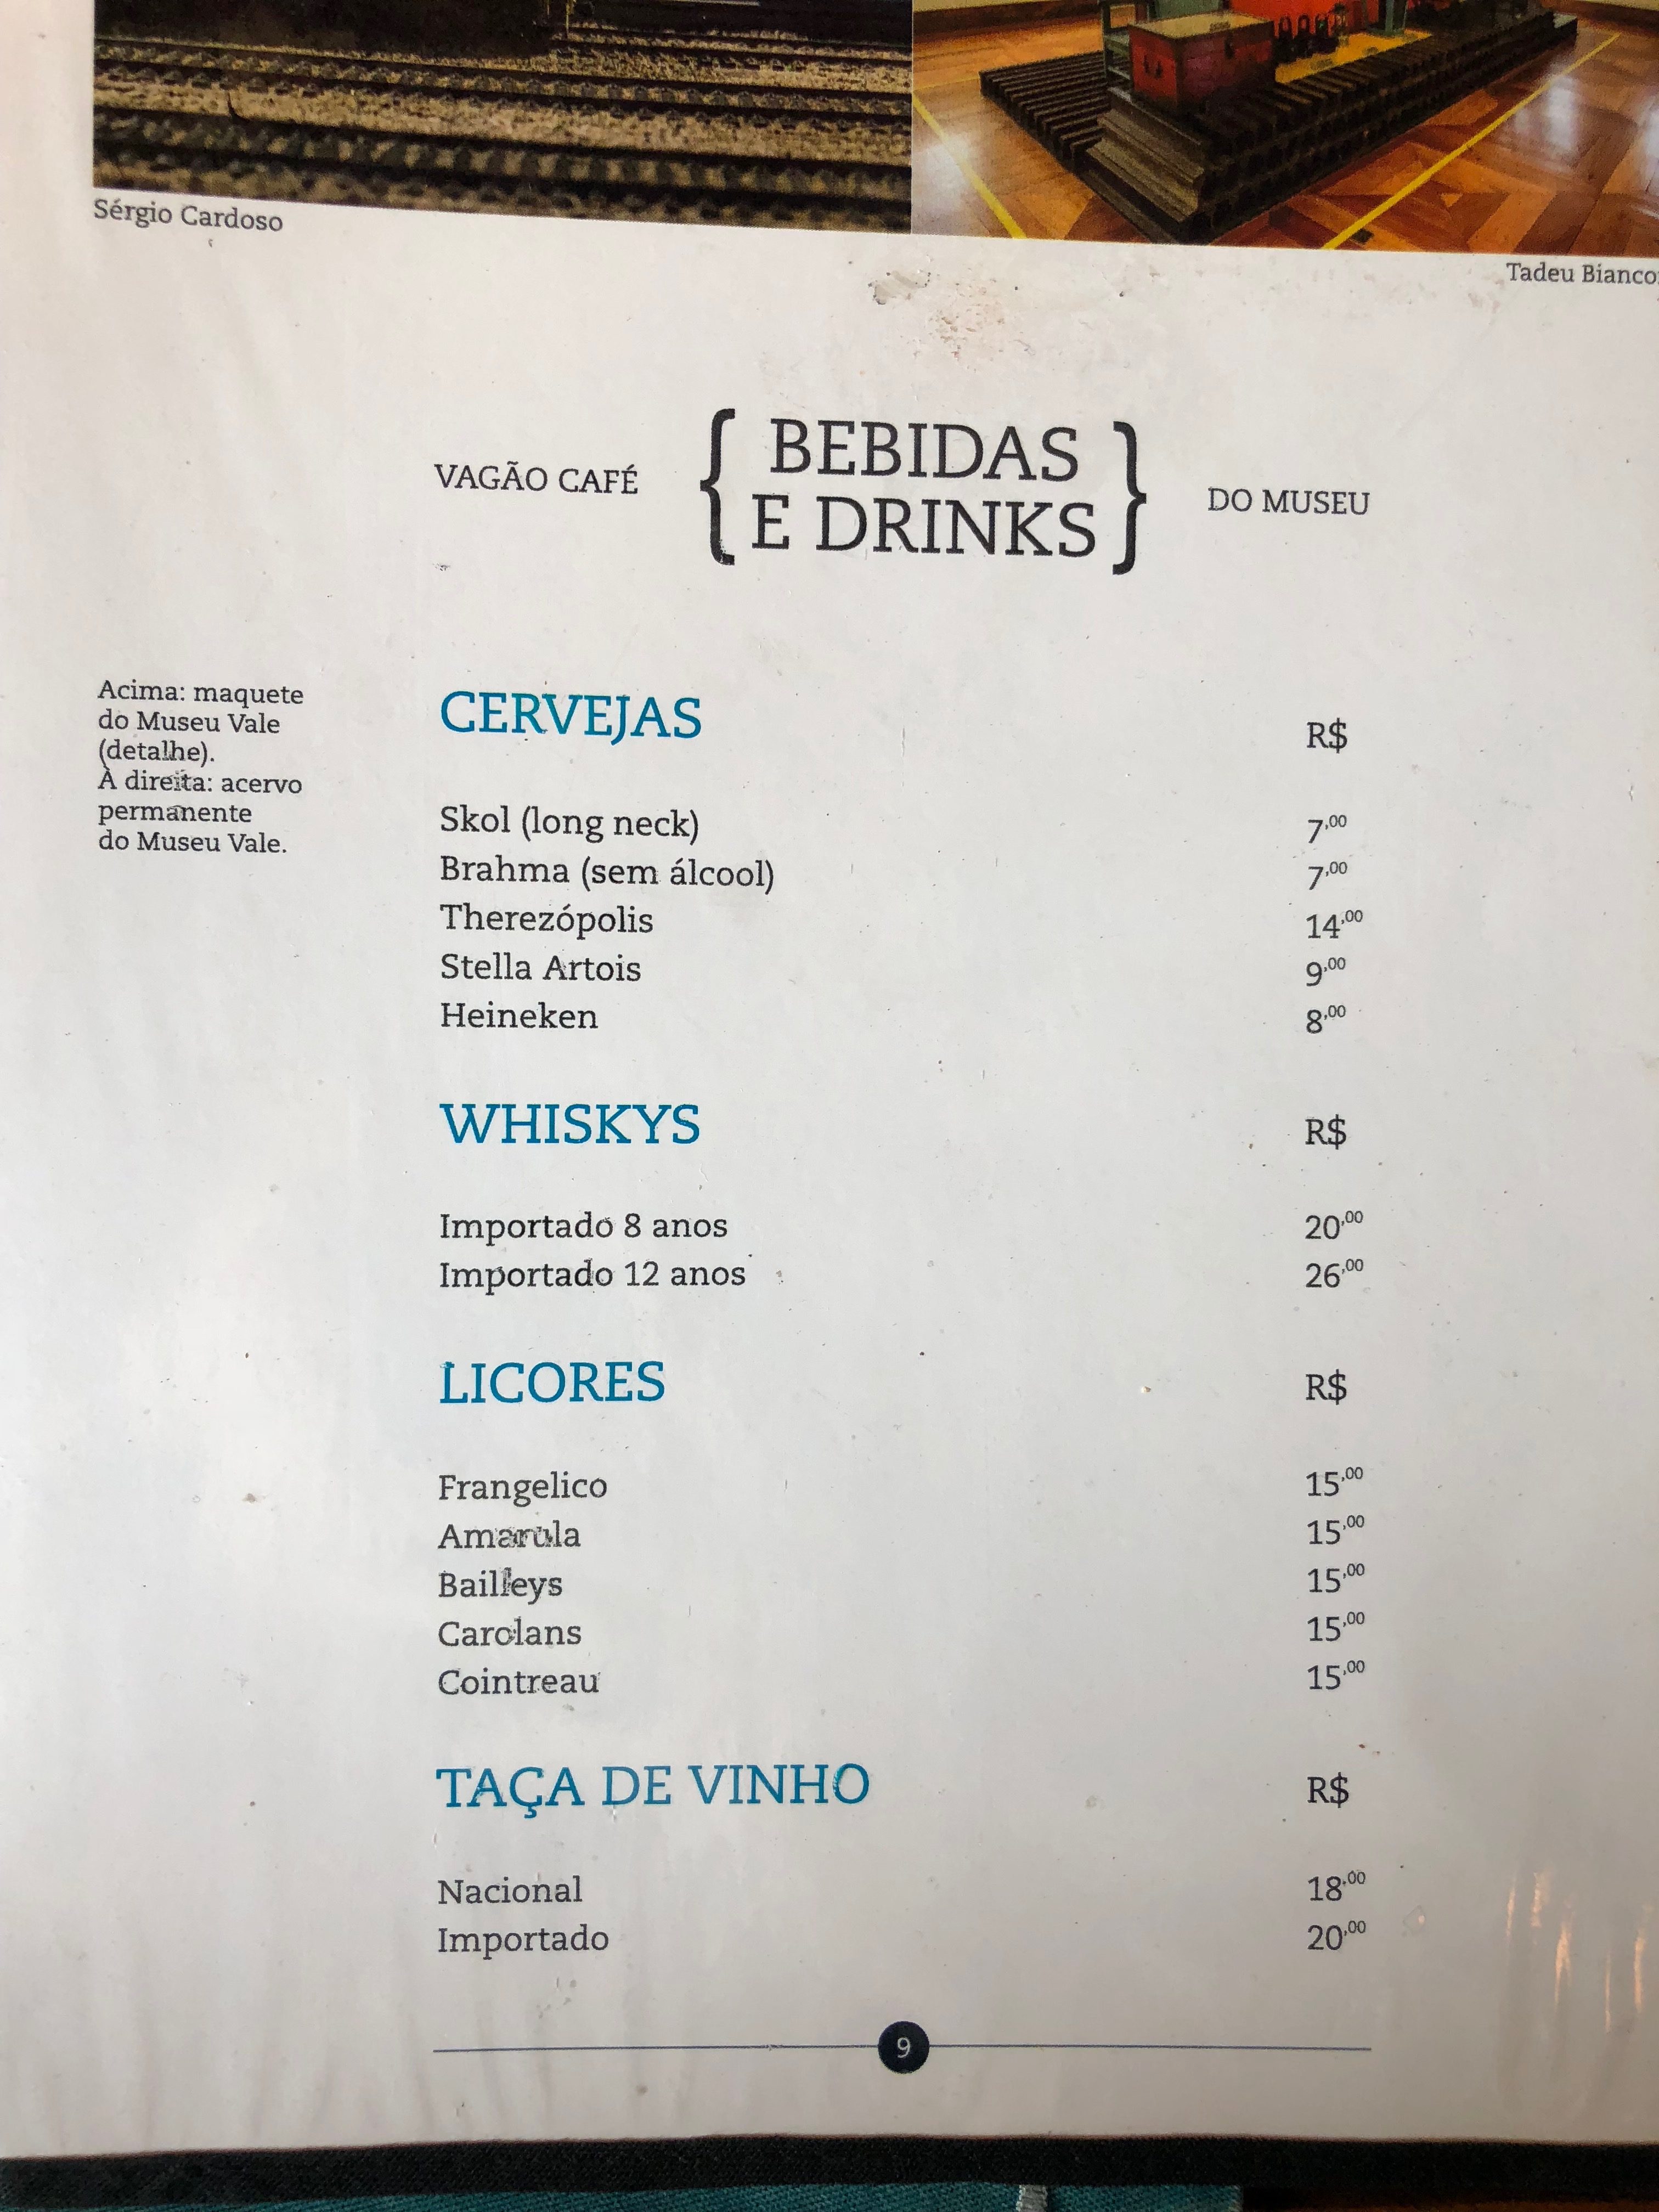 Sérgio Cardoso
Tadeu Bianco
VAGÃO CAFÉ { BEBIDAS E DRINKS } DO MUSEU
Acima: maquete
do Museu Vale
(detalhe).
À direita: acervo
permanente
do Museu Vale.
CERVEJAS R$
Skol (long neck) 7,00
Brahma (sem álcool) 7,00
Therezópolis 14,00
Stella Artois 9,00
Heineken 8,00
WHISKYS R$
Importado 8 anos 20,00
Importado 12 anos 26,00
LICORES R$
Frangelico 15,00
Amarula 15,00
Bailleys 15,00
Carolans 15,00
Cointreau 15,00
TAÇA DE VINHO R$
Nacional 18,00
Importado 20,00
9